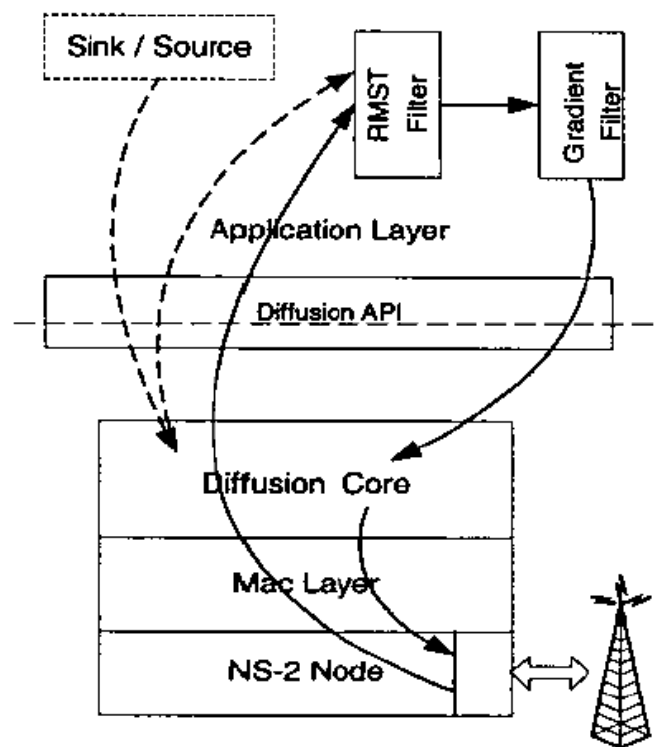 Sink / Source
RMST
Filter
Gradient
Filter
Application Layer
Diffusion API
Diffusion Core
Mac Layer
NS-2 Node